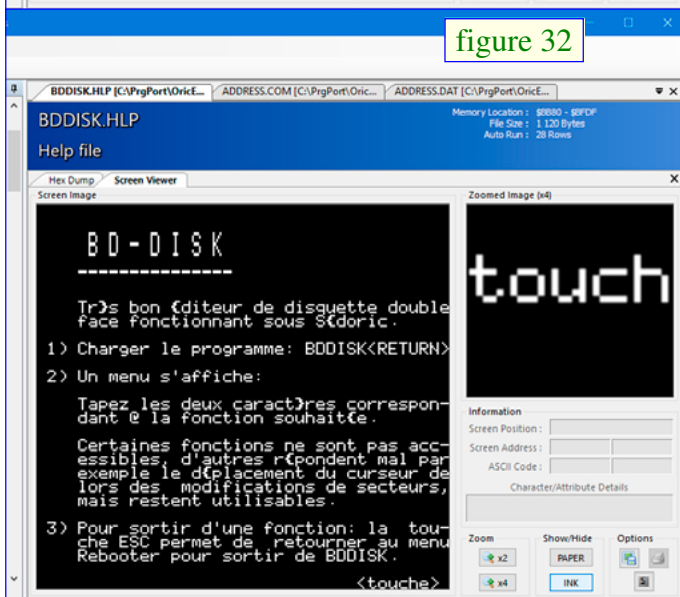 figure 32
BDDISK.HLP [C:\PrgPort\OricE...
ADDRESS.COM [C:\PrgPort\Oric...
ADDRESS.DAT [C:\PrgPort\OricE...
BDDISK.HLP
Help file
Memory Location : $BB80 - $BFDF
File Size : 1 120 Bytes
Auto Run : 28 Rows
Hex Dump
Screen Viewer
Screen Image
BD-DISK
---------------
Tr}s bon {diteur de disquette double
face fonctionnant sous S{doric.
1) Charger le programme: BDDISK<RETURN>
2) Un menu s'affiche:
Tapez les deux caract}res correspon-
dant @ la fonction souhait{e.
Certaines fonctions ne sont pas acc-
essibles, d'autres r{pondent mal par
exemple le d{placement du curseur de
lors des modifications de secteurs,
mais restent utilisables.
3) Pour sortir d'une fonction: la tou-
che ESC permet de retourner au menu
Rebooter pour sortir de BDDISK.
<touche>
Zoomed Image (x4)
touch
Information
Screen Position :
Screen Address :
ASCII Code :
Character/Attribute Details
Zoom
Show/Hide
Options
x2
PAPER
x4
INK